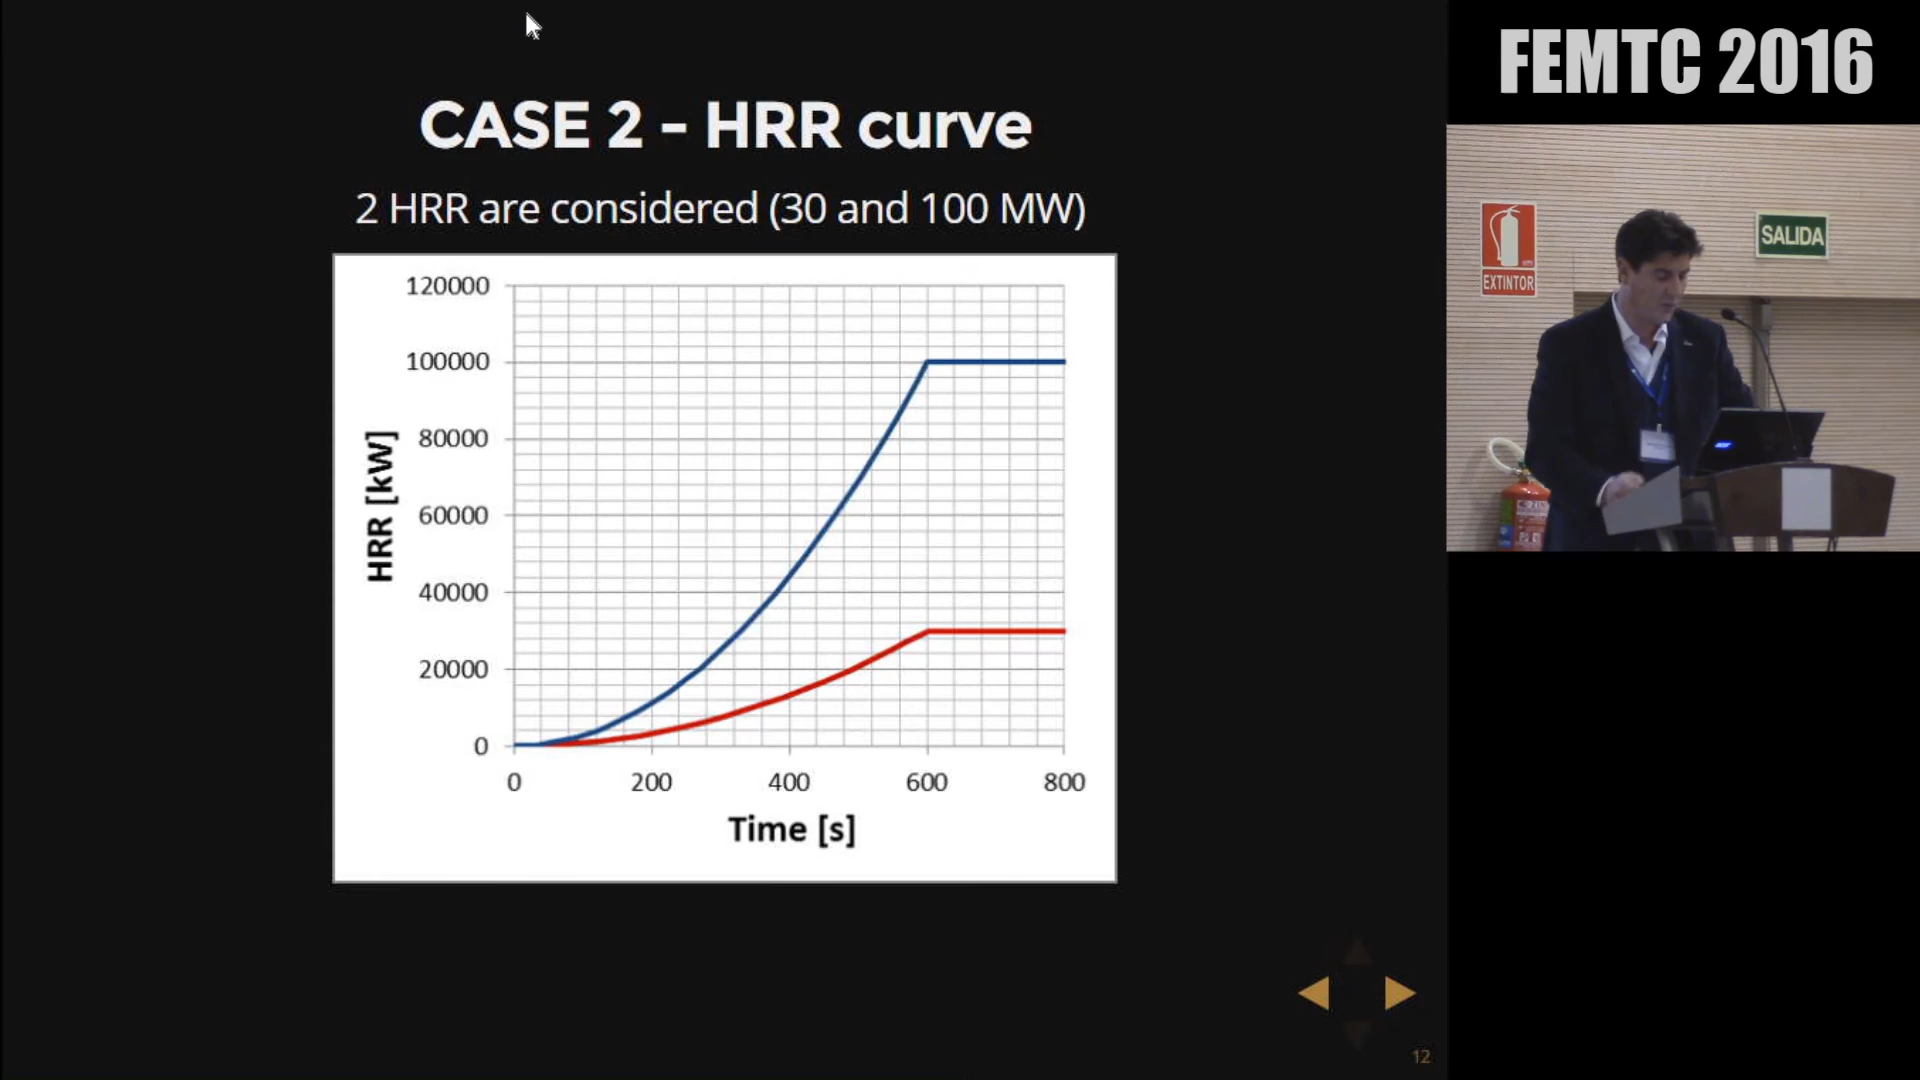 FEMTC 2016
CASE 2 - HRR curve
2 HRR are considered (30 and 100 MW)
120000
100000
80000
60000
40000
20000
0
HRR [kW]
0 200 400 600 800
Time [s]
EXTINTOR
SALIDA
12